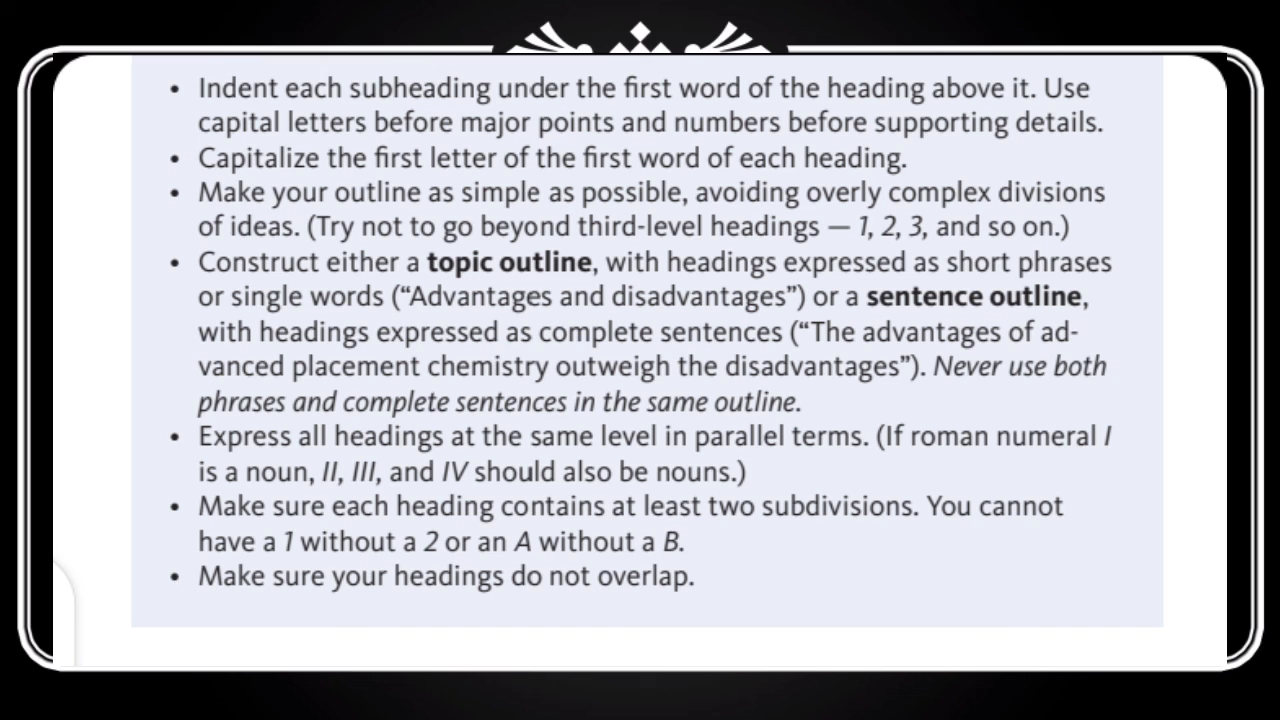 • Indent each subheading under the first word of the heading above it. Use
capital letters before major points and numbers before supporting details.
• Capitalize the first letter of the first word of each heading.
• Make your outline as simple as possible, avoiding overly complex divisions
of ideas. (Try not to go beyond third-level headings — 1, 2, 3, and so on.)
• Construct either a topic outline, with headings expressed as short phrases
or single words (“Advantages and disadvantages”) or a sentence outline,
with headings expressed as complete sentences (“The advantages of ad-
vanced placement chemistry outweigh the disadvantages”). Never use both
phrases and complete sentences in the same outline.
• Express all headings at the same level in parallel terms. (If roman numeral I
is a noun, II, III, and IV should also be nouns.)
• Make sure each heading contains at least two subdivisions. You cannot
have a 1 without a 2 or an A without a B.
• Make sure your headings do not overlap.